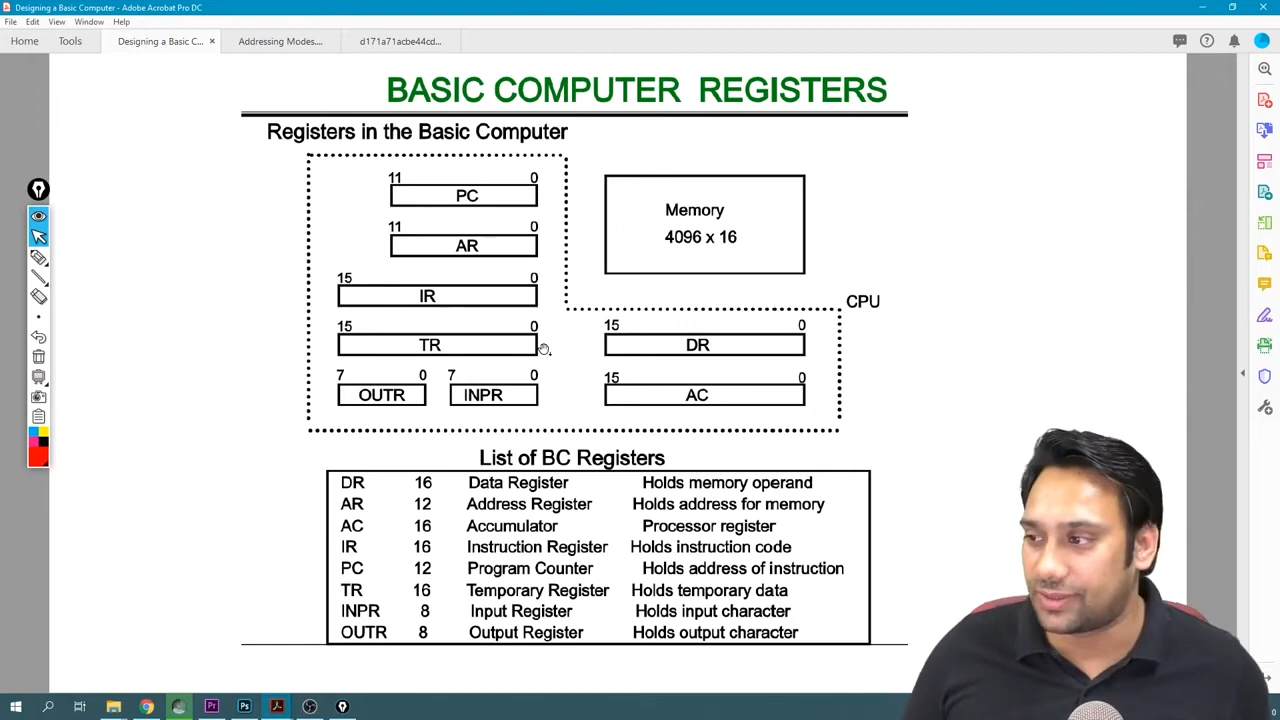 Designing a Basic Computer - Adobe Acrobat Pro DC
File Edit View Window Help
Home Tools Designing a Basic C... Addressing Modes.... d171a71acbe44cd...
BASIC COMPUTER REGISTERS
Registers in the Basic Computer
11 0
PC
11 0
AR
15 0
IR
15 0
TR
7 0 7 0
OUTR INPR
Memory
4096 x 16
CPU
15 0
DR
15 0
AC
List of BC Registers
DR 16 Data Register Holds memory operand
AR 12 Address Register Holds address for memory
AC 16 Accumulator Processor register
IR 16 Instruction Register Holds instruction code
PC 12 Program Counter Holds address of instruction
TR 16 Temporary Register Holds temporary data
INPR 8 Input Register Holds input character
OUTR 8 Output Register Holds output character
Pr Ps